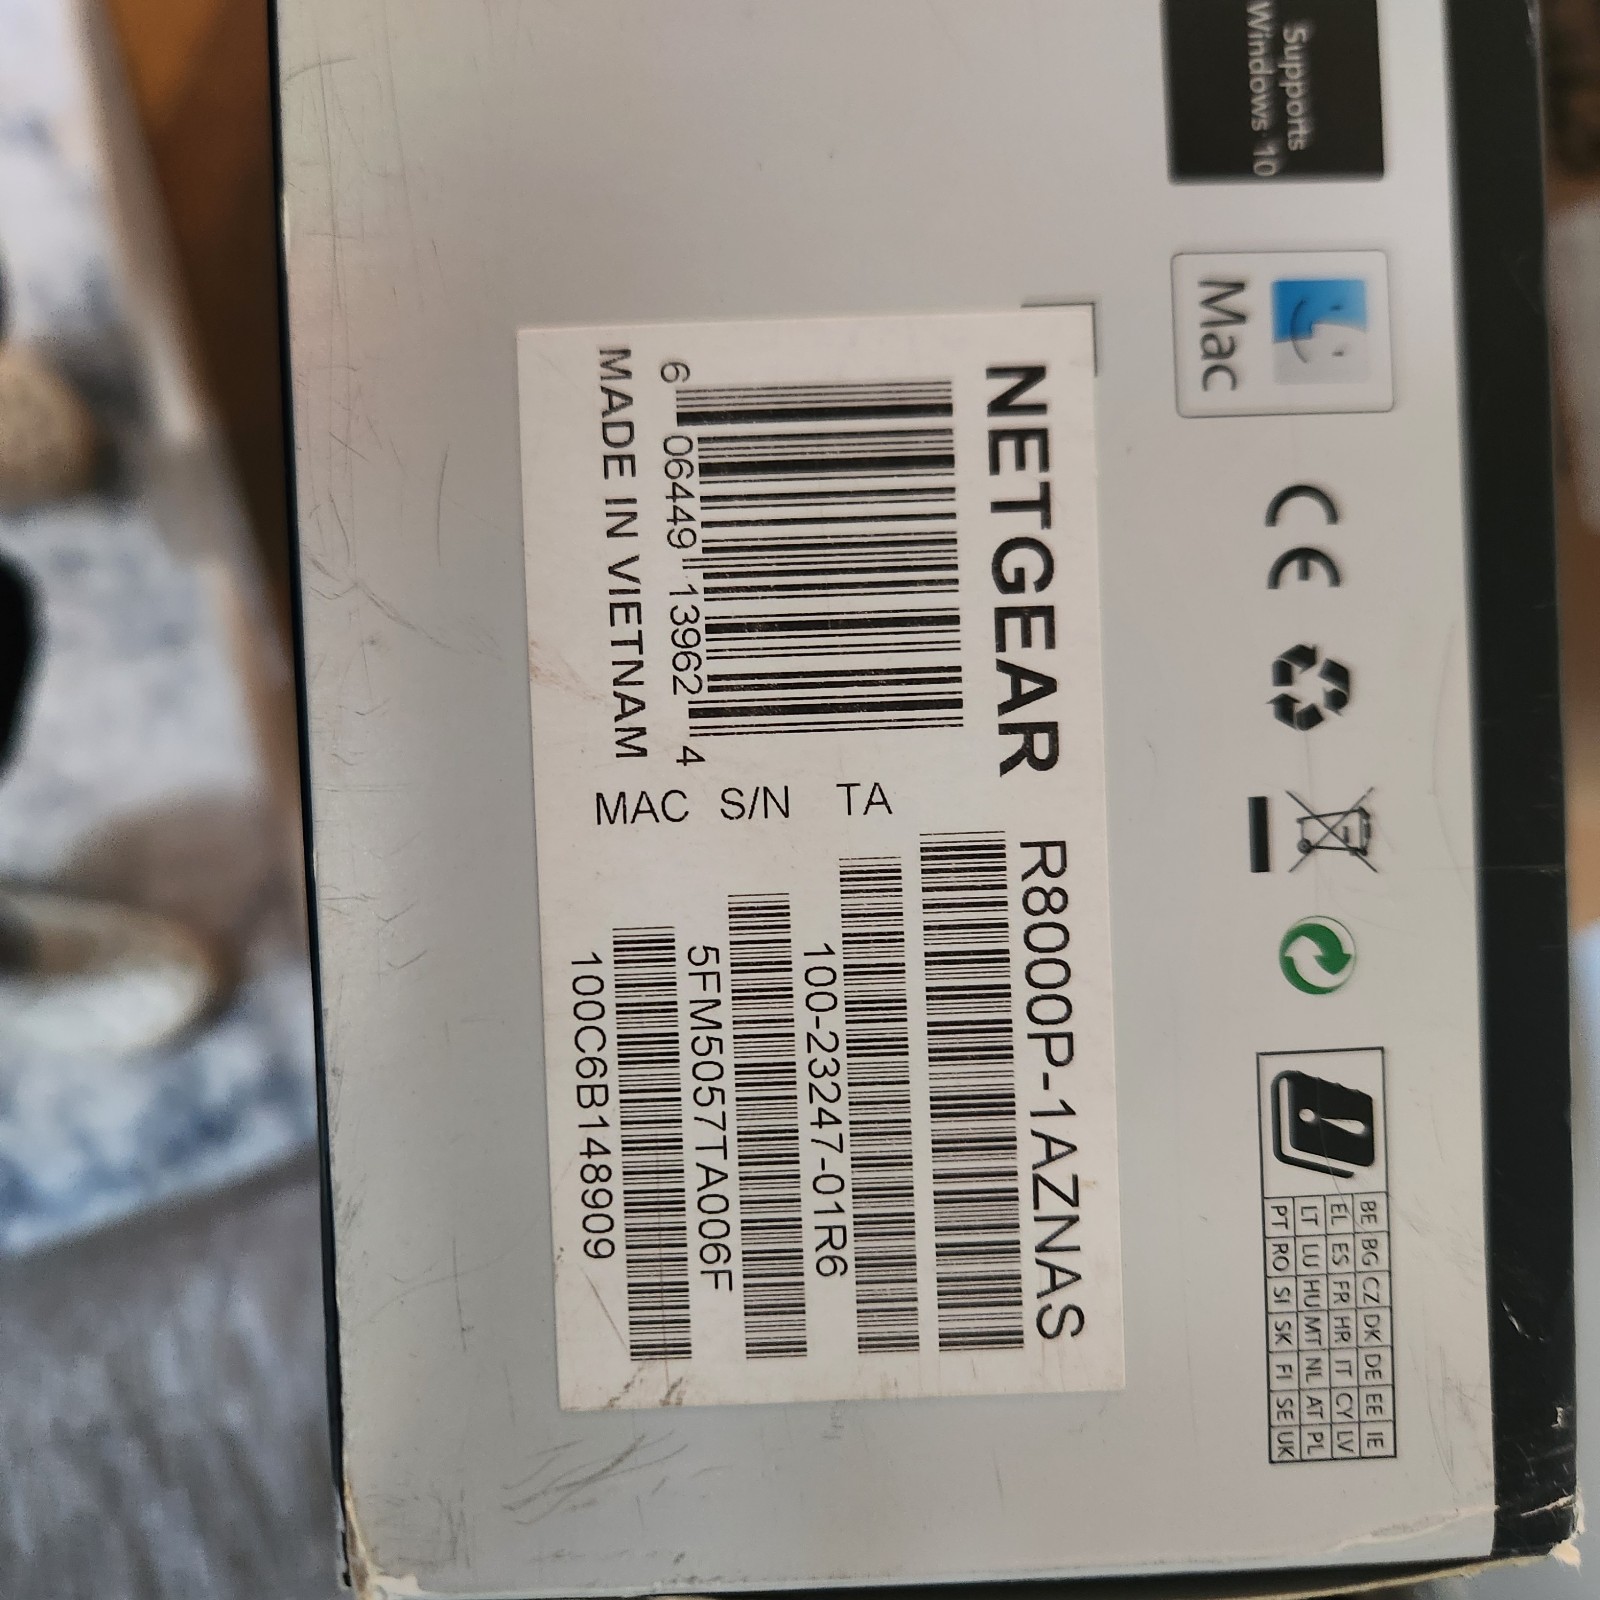 Supports
Windows 10
Mac
CE
BE BG CZ DK DE EE IE
EL ES FR HR IT CY LV
LT LU HU MT NL AT PL
PT RO SI SK FI SE UK
NETGEAR R8000P-1AZNAS
6 06449 13962 4
MADE IN VIETNAM
TA
100-23247-01R6
S/N
5FM5057TA006F
MAC
100C6B148909